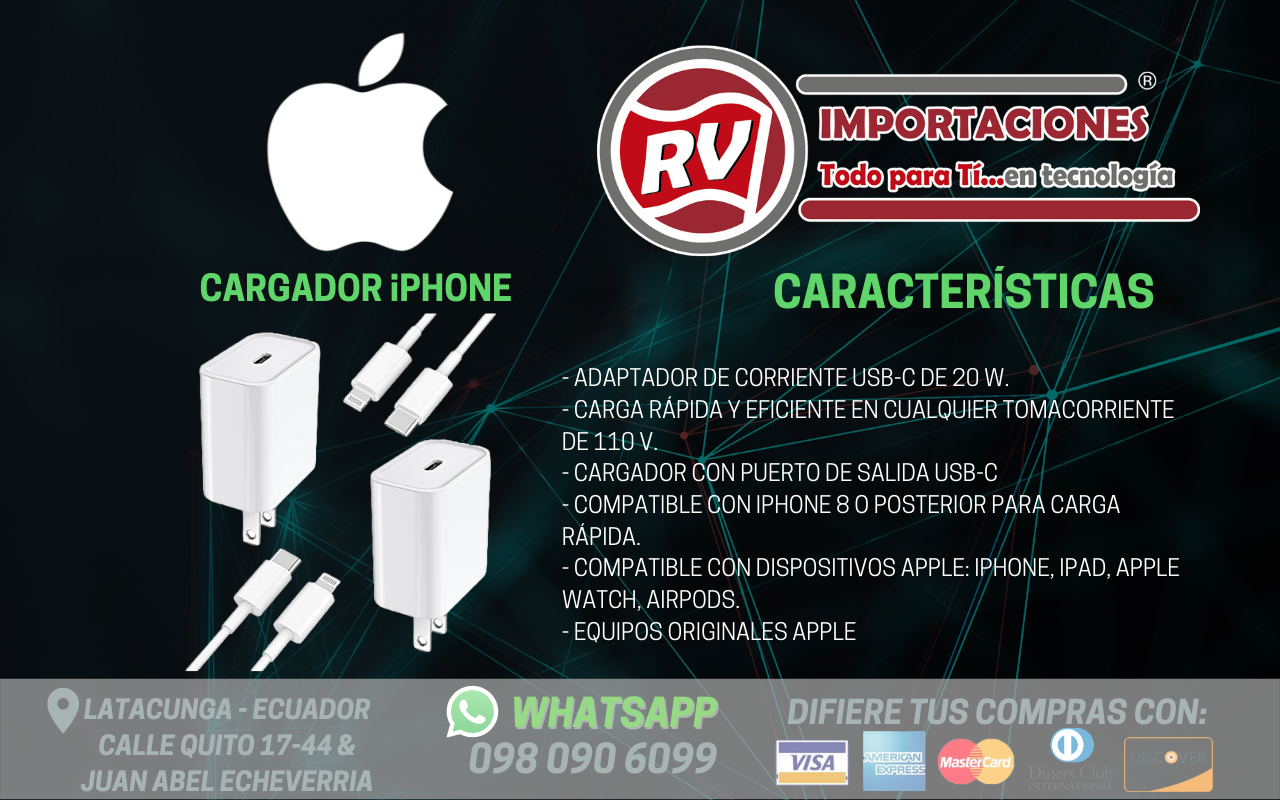 RV
IMPORTACIONES ®
Todo para Tí...en tecnología
CARGADOR iPHONE
CARACTERÍSTICAS
- ADAPTADOR DE CORRIENTE USB-C DE 20 W.
- CARGA RÁPIDA Y EFICIENTE EN CUALQUIER TOMACORRIENTE
DE 110 V.
- CARGADOR CON PUERTO DE SALIDA USB-C
- COMPATIBLE CON IPHONE 8 O POSTERIOR PARA CARGA
RÁPIDA.
- COMPATIBLE CON DISPOSITIVOS APPLE: IPHONE, IPAD, APPLE
WATCH, AIRPODS.
- EQUIPOS ORIGINALES APPLE
LATACUNGA - ECUADOR
CALLE QUITO 17-44 &
JUAN ABEL ECHEVERRIA
WHATSAPP
098 090 6099
DIFIERE TUS COMPRAS CON:
VISA
AMERICAN
EXPRESS
MasterCard
Diners Club
INTERNATIONAL
DISCOVER